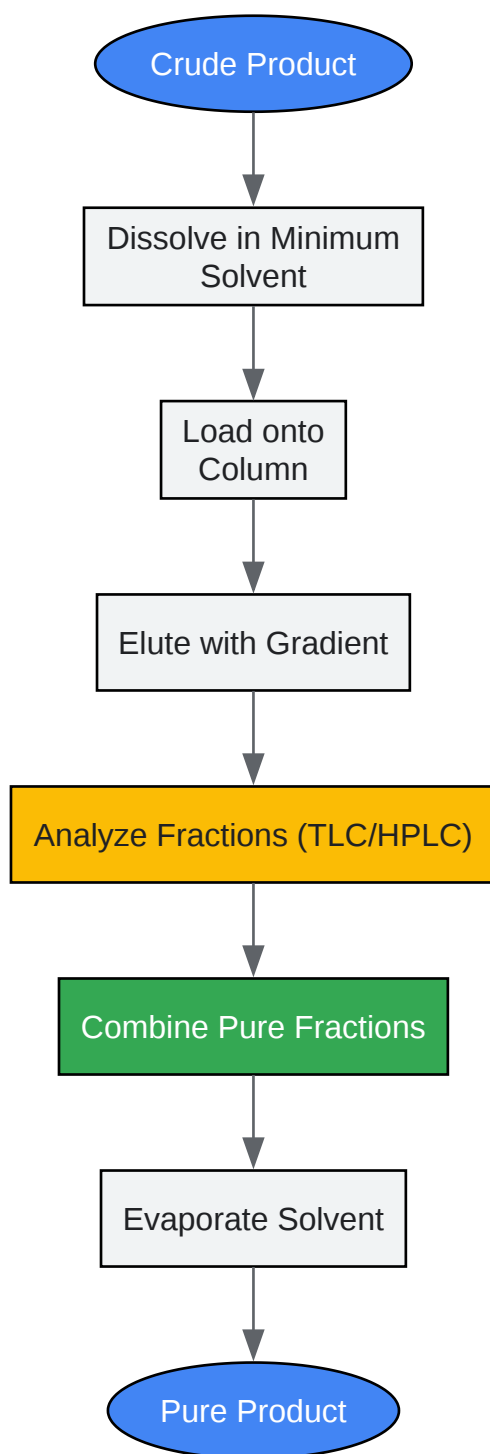 Crude Product
Dissolve in Minimum
Solvent
Load onto
Column
Elute with Gradient
Analyze Fractions (TLC/HPLC)
Combine Pure Fractions
Evaporate Solvent
Pure Product